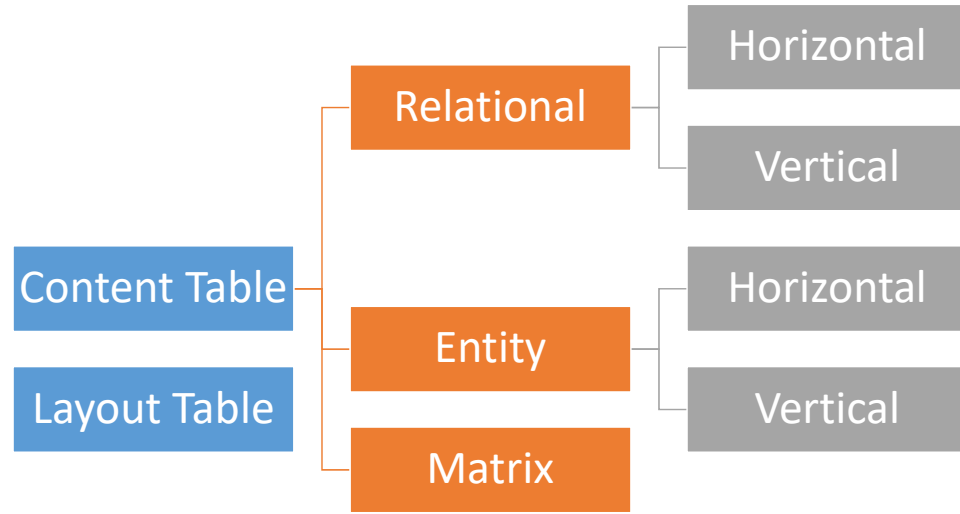 Content Table
Relational
Horizontal
Vertical
Entity
Horizontal
Vertical
Matrix
Layout Table